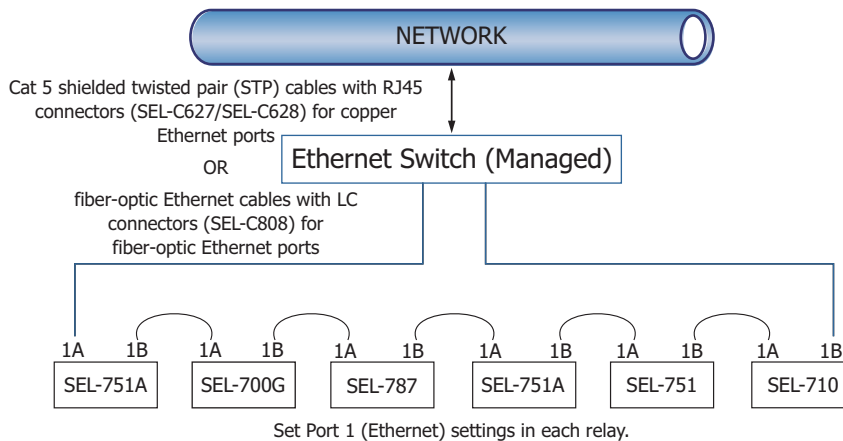 NETWORK
Cat 5 shielded twisted pair (STP) cables with RJ45
connectors (SEL-C627/SEL-C628) for copper
Ethernet ports
OR
fiber-optic Ethernet cables with LC
connectors (SEL-C808) for
fiber-optic Ethernet ports
Ethernet Switch (Managed)
1A 1B 1A 1B 1A 1B 1A 1B 1A 1B 1A 1B
SEL-751A SEL-700G SEL-787 SEL-751A SEL-751 SEL-710
Set Port 1 (Ethernet) settings in each relay.